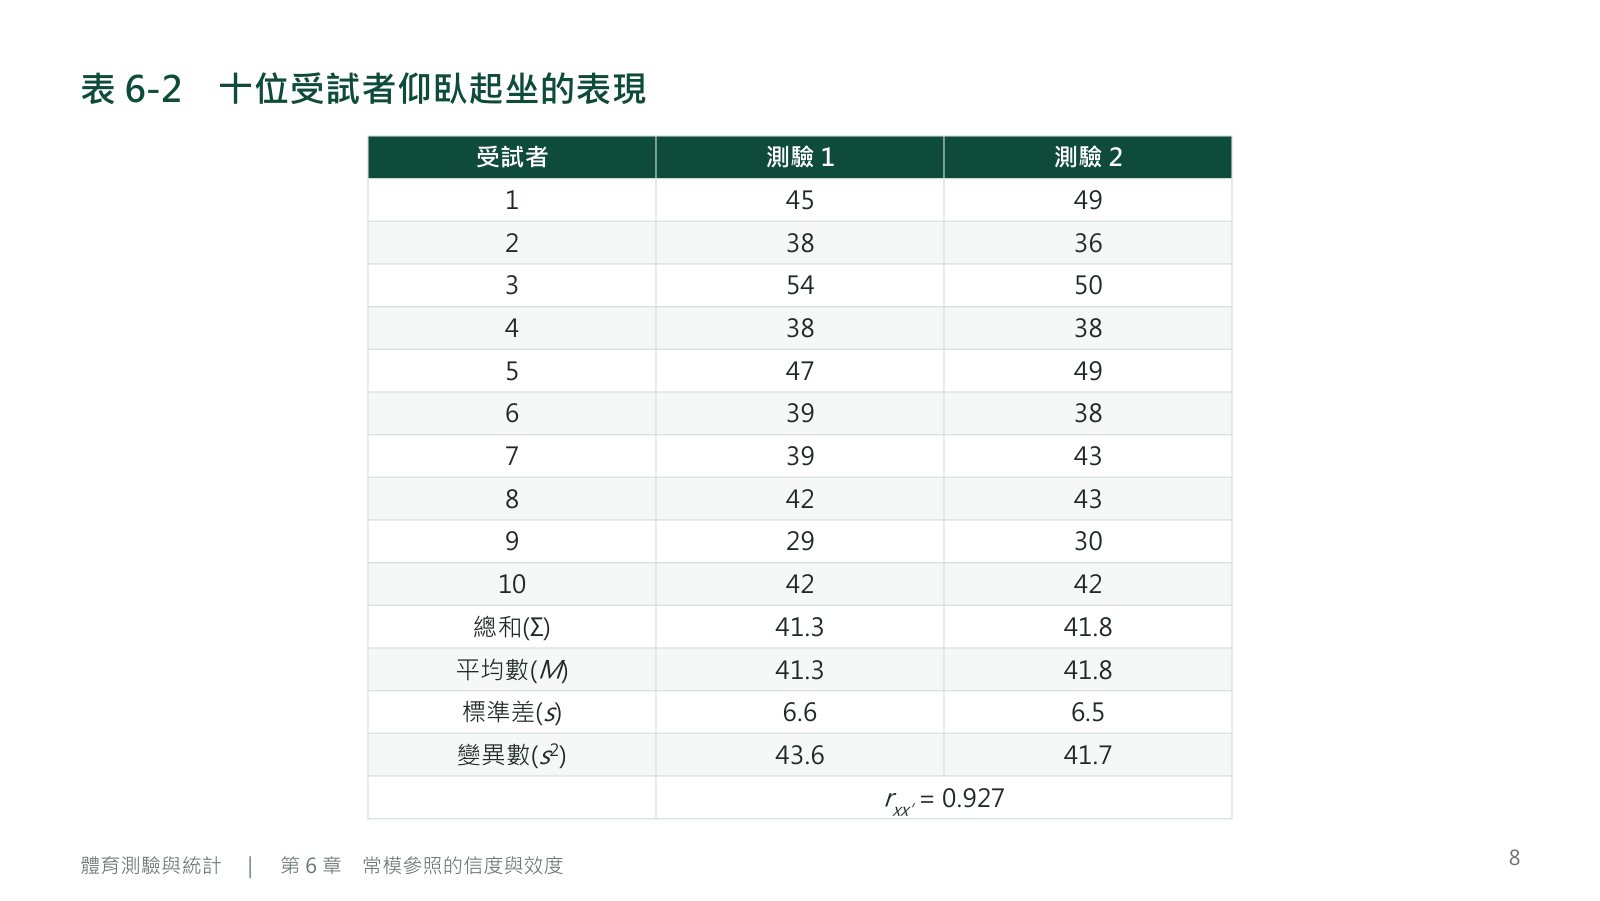 表 6-2　十位受試者仰臥起坐的表現
受試者 測驗 1 測驗 2
1 45 49
2 38 36
3 54 50
4 38 38
5 47 49
6 39 38
7 39 43
8 42 43
9 29 30
10 42 42
總和(Σ) 41.3 41.8
平均數(M) 41.3 41.8
標準差(s) 6.6 6.5
變異數(s²) 43.6 41.7
rxx′ = 0.927
體育測驗與統計　|　第 6 章　常模參照的信度與效度
8